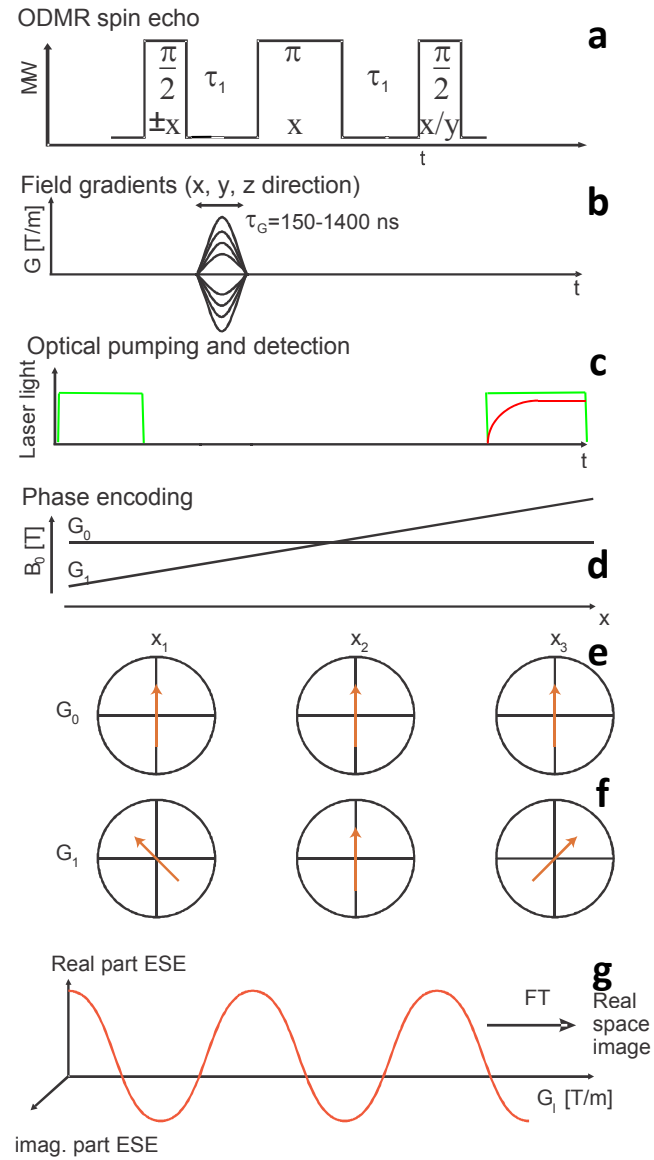 ODMR spin echo
a
MW
π/2 τ₁ π τ₁ π/2
±x x x/y
t
Field gradients (x, y, z direction)
b
G [T/m]
τG=150-1400 ns
t
Optical pumping and detection
c
Laser light
t
Phase encoding
B₀ [T]
G₀
G₁
d
x
x₁ x₂ x₃
e
G₀
f
G₁
Real part ESE
g
FT
Real
space
image
Gₗ [T/m]
imag. part ESE